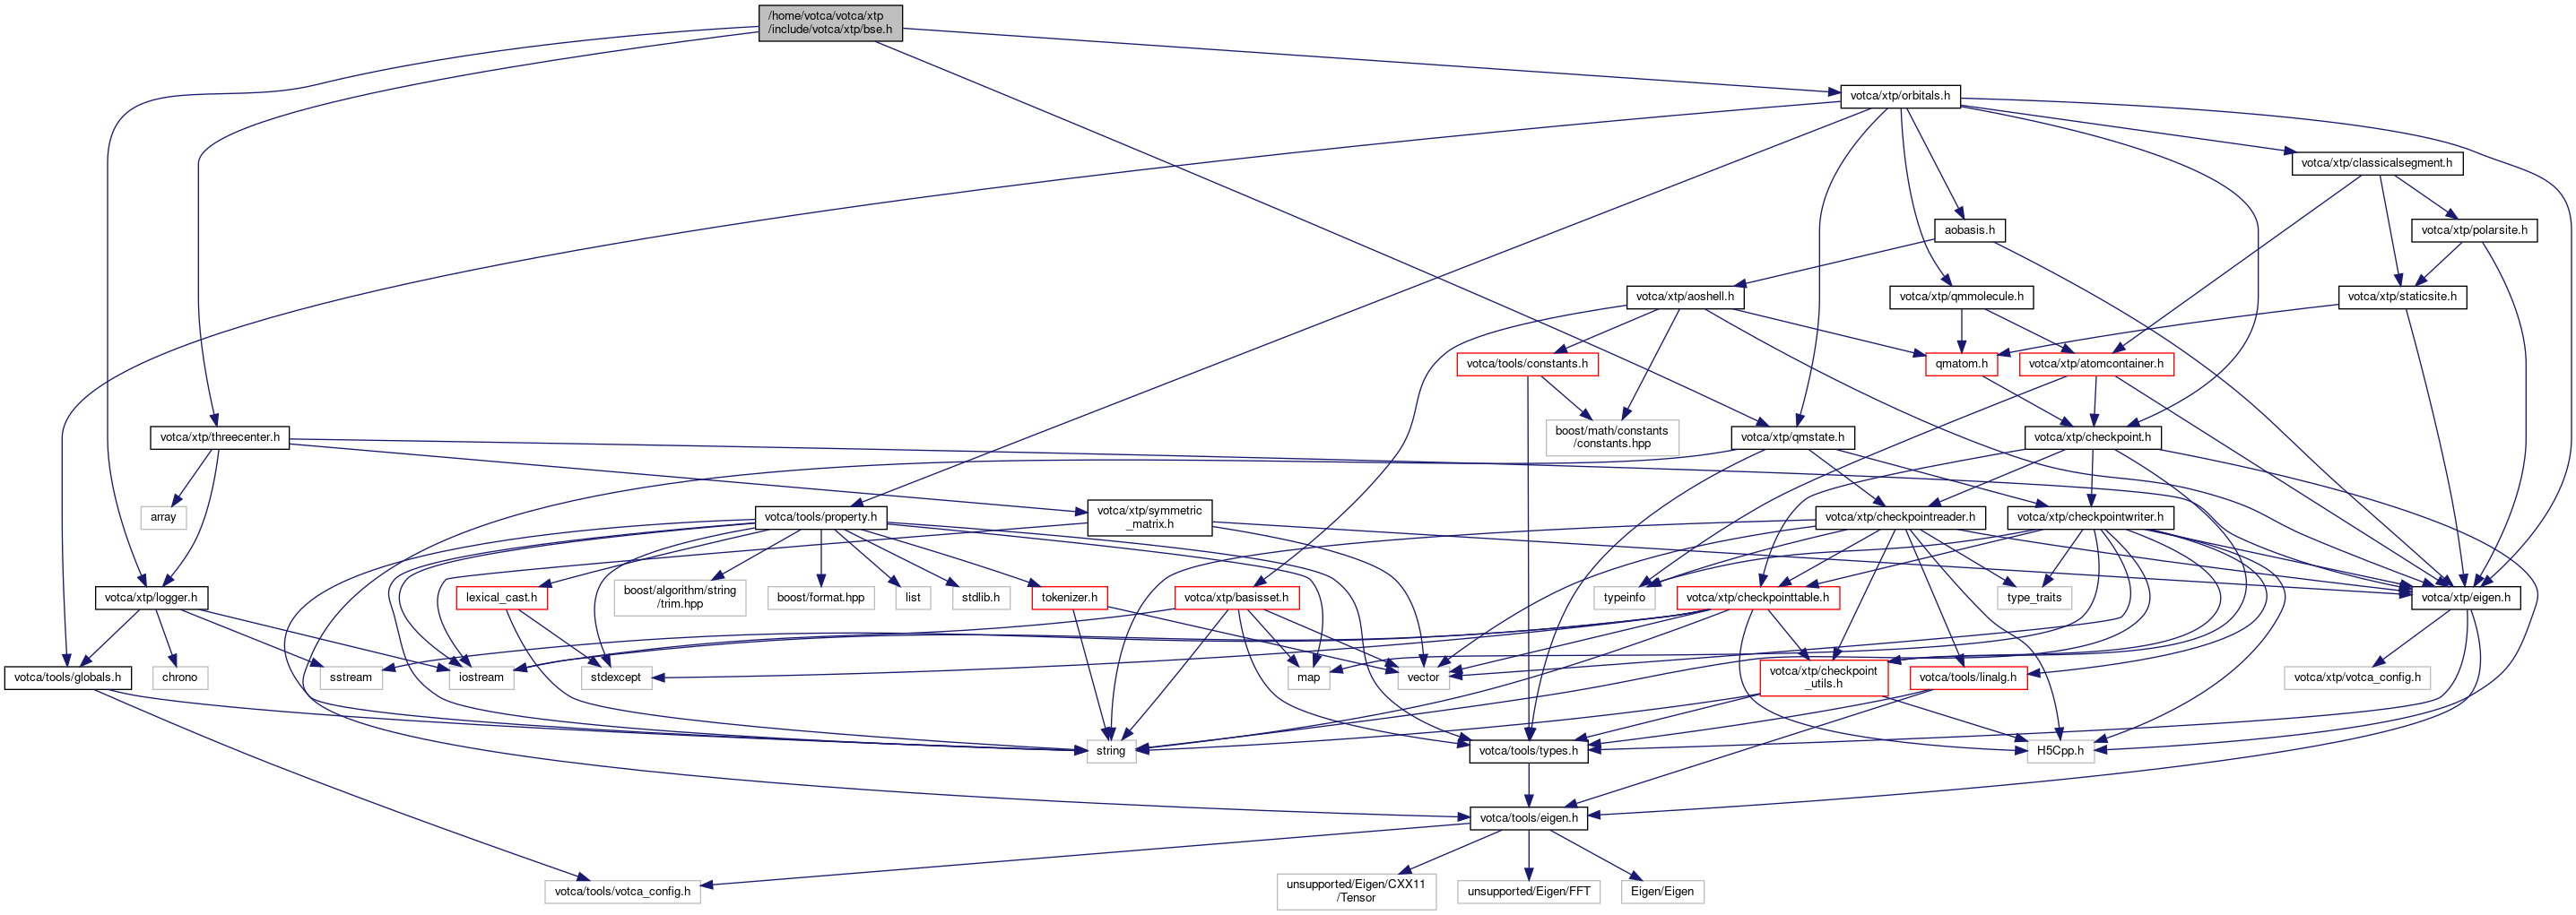 /home/votca/votca/xtp
/include/votca/xtp/bse.h
votca/xtp/orbitals.h
votca/xtp/classicalsegment.h
aobasis.h
votca/xtp/polarsite.h
votca/xtp/aoshell.h
votca/xtp/qmmolecule.h
votca/xtp/staticsite.h
votca/tools/constants.h
qmatom.h
votca/xtp/atomcontainer.h
votca/xtp/threecenter.h
boost/math/constants
/constants.hpp
votca/xtp/qmstate.h
votca/xtp/checkpoint.h
array
votca/xtp/symmetric
_matrix.h
votca/tools/property.h
votca/xtp/checkpointreader.h
votca/xtp/checkpointwriter.h
votca/xtp/logger.h
lexical_cast.h
boost/algorithm/string
/trim.hpp
boost/format.hpp
list
stdlib.h
tokenizer.h
votca/xtp/basisset.h
typeinfo
votca/xtp/checkpointtable.h
type_traits
votca/xtp/eigen.h
votca/tools/globals.h
chrono
sstream
iostream
stdexcept
map
vector
votca/xtp/checkpoint
_utils.h
votca/tools/linalg.h
votca/xtp/votca_config.h
string
votca/tools/types.h
H5Cpp.h
votca/tools/eigen.h
votca/tools/votca_config.h
unsupported/Eigen/CXX11
/Tensor
unsupported/Eigen/FFT
Eigen/Eigen